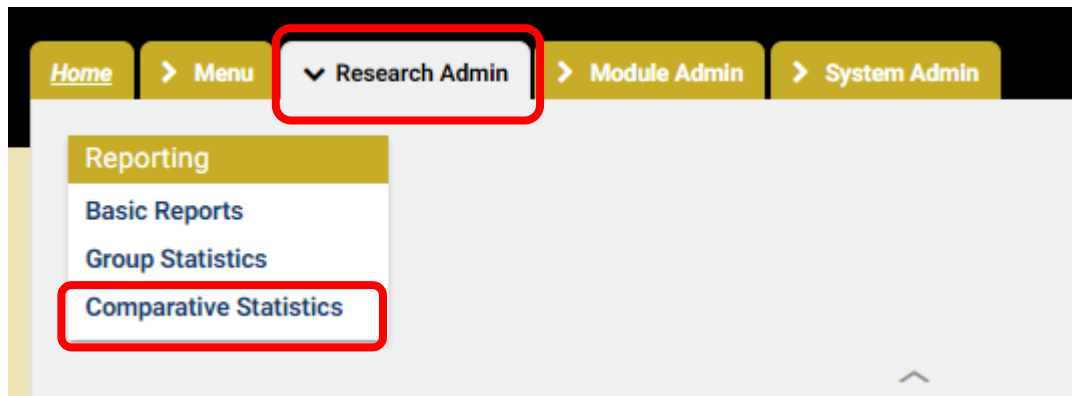 Home Menu Research Admin Module Admin System Admin
Reporting
Basic Reports
Group Statistics
Comparative Statistics